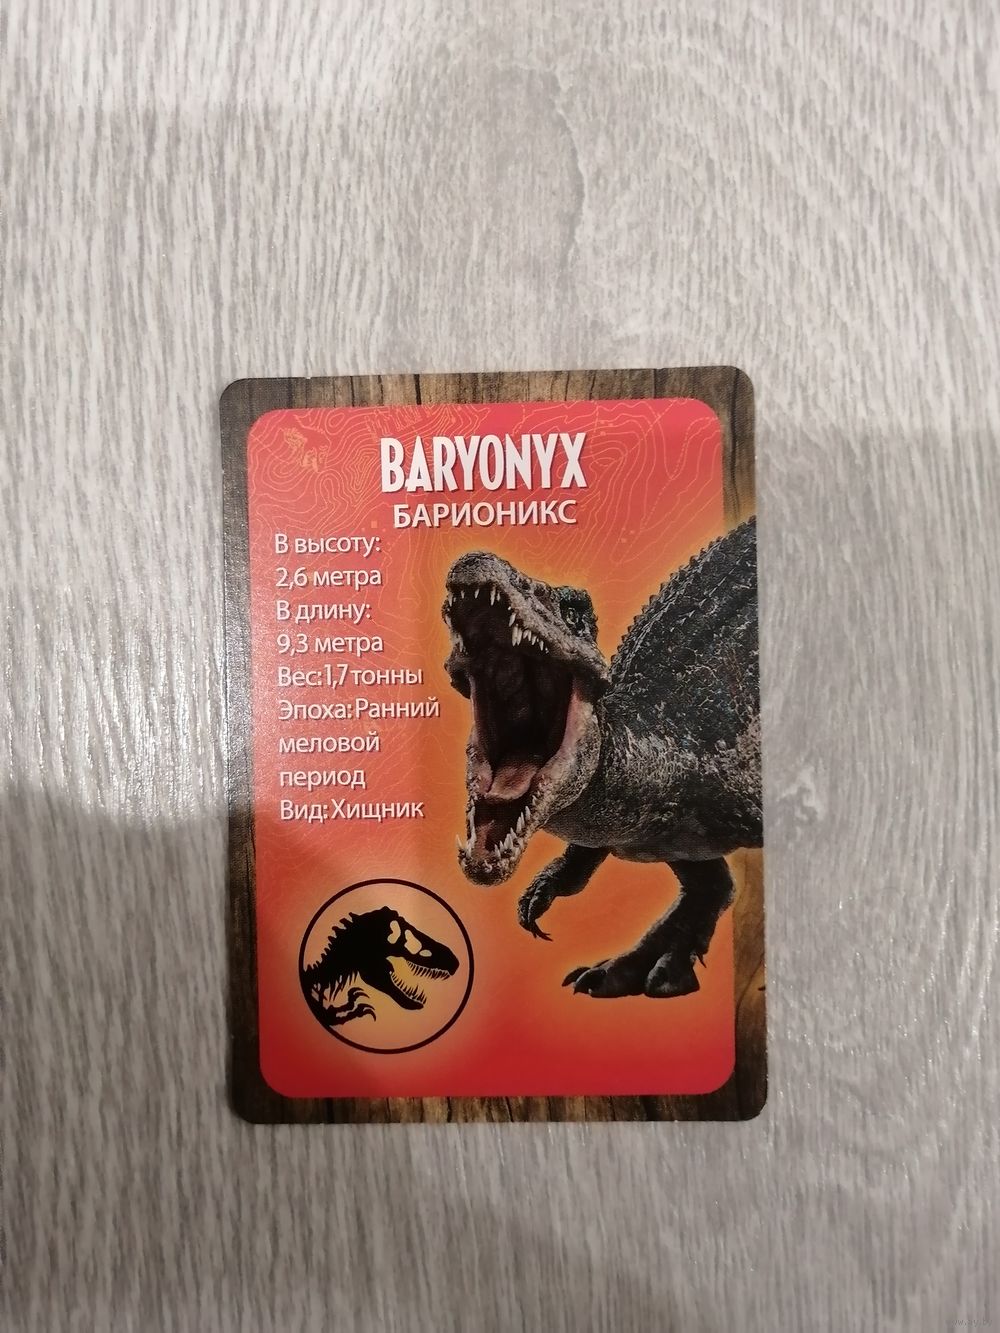 BARYONYX
БАРИОНИКС
В высоту:
2,6 метра
В длину:
9,3 метра
Вес:1,7 тонны
Эпоха: Ранний
меловой
период
Вид: Хищник